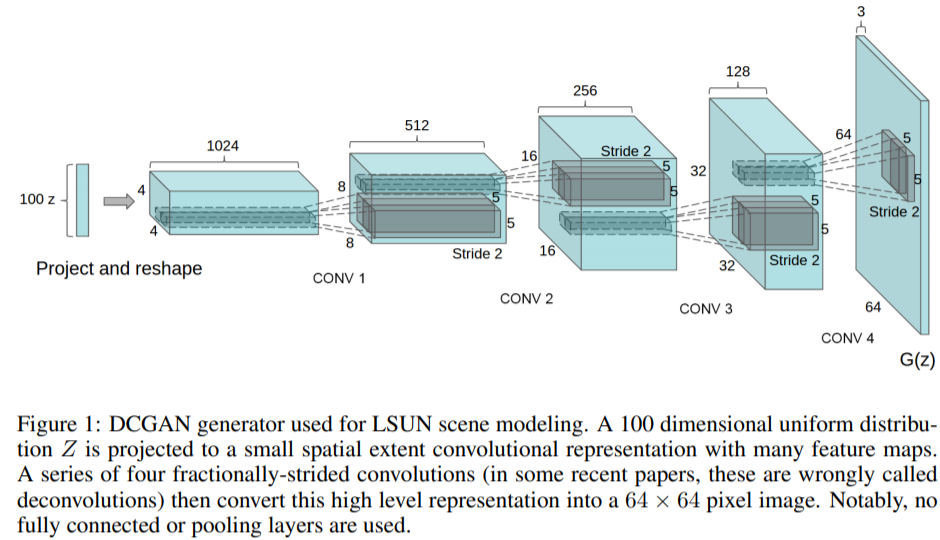 3
128
64
5
256
5
512
16
Stride 2
5
32
1024
8
5
Stride 2
4
5
5
100 z
5
5
4
8
Stride 2
16
Stride 2
32
Project and reshape
CONV 1
64
CONV 2
CONV 3
CONV 4
G(z)
Figure 1: DCGAN generator used for LSUN scene modeling. A 100 dimensional uniform distribu-
tion Z is projected to a small spatial extent convolutional representation with many feature maps.
A series of four fractionally-strided convolutions (in some recent papers, these are wrongly called
deconvolutions) then convert this high level representation into a 64 × 64 pixel image. Notably, no
fully connected or pooling layers are used.